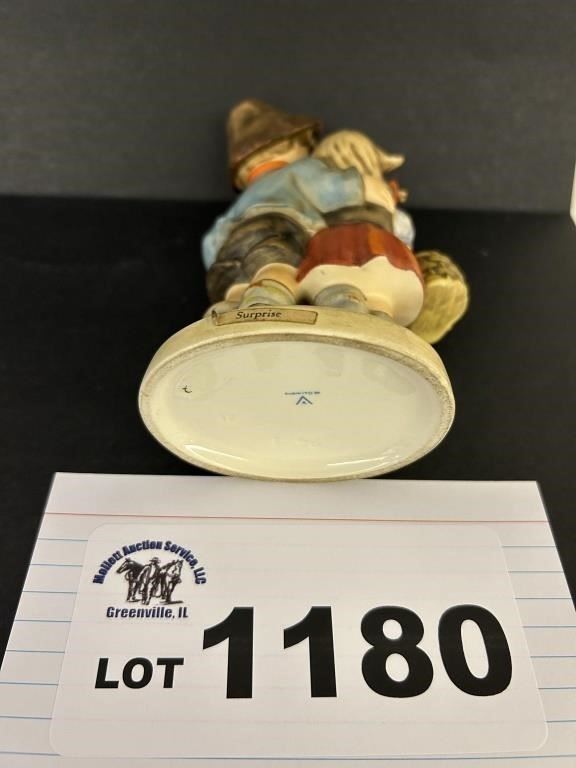 Surprise
Mollett Auction Service, LLC
Greenville, IL
LOT 1180